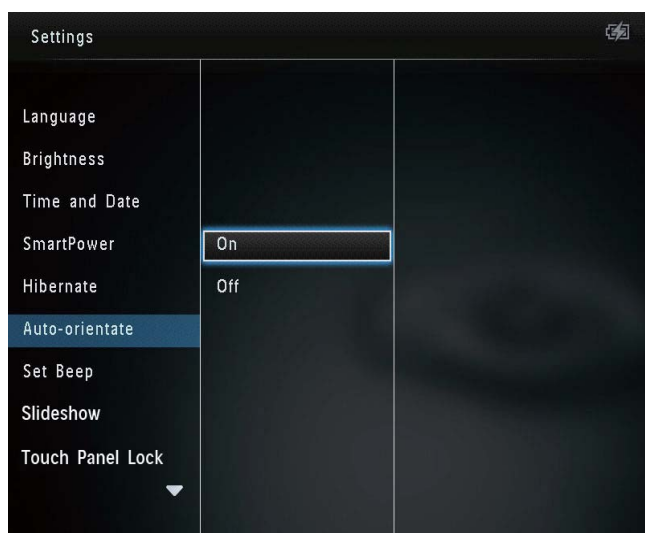 Settings
Language
Brightness
Time and Date
SmartPower
On
Hibernate
Off
Auto-orientate
Set Beep
Slideshow
Touch Panel Lock